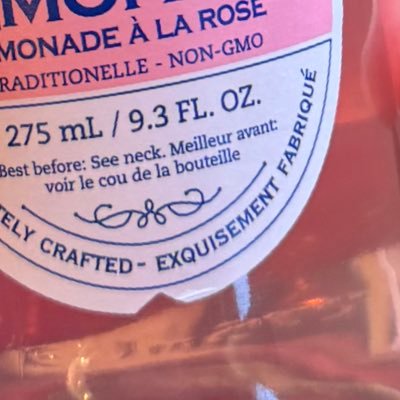 MONADE À LA ROSE
RADITIONELLE - NON-GMO
275 mL / 9.3 FL. OZ.
Best before: See neck. Meilleur avant:
voir le cou de la bouteille
ELY CRAFTED - EXQUISEMENT FABRIQUÉ